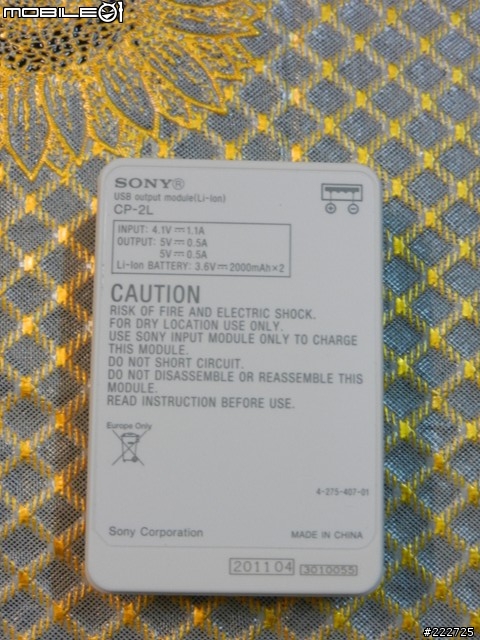 MOBILE01
SONY®
USB output module(Li-ion)
CP-2L
INPUT: 4.1V⎓1.1A
OUTPUT: 5V⎓0.5A
5V⎓0.5A
Li-ion BATTERY: 3.6V⎓2000mAh×2
CAUTION
RISK OF FIRE AND ELECTRIC SHOCK.
FOR DRY LOCATION USE ONLY.
USE SONY INPUT MODULE ONLY TO CHARGE
THIS MODULE.
DO NOT SHORT CIRCUIT.
DO NOT DISASSEMBLE OR REASSEMBLE THIS
MODULE.
READ INSTRUCTION BEFORE USE.
Europe Only
4-275-407-01
Sony Corporation
MADE IN CHINA
201104
3010055
#222725